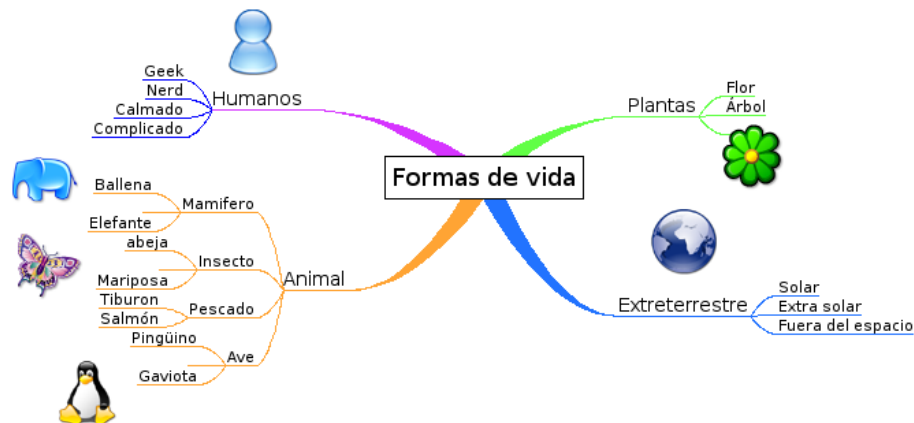 Formas de vida
Humanos
Geek
Nerd
Calmado
Complicado
Animal
Mamifero
Ballena
Elefante
Insecto
abeja
Mariposa
Pescado
Tiburon
Salmón
Ave
Pingüino
Gaviota
Plantas
Flor
Árbol
Extreterrestre
Solar
Extra solar
Fuera del espacio